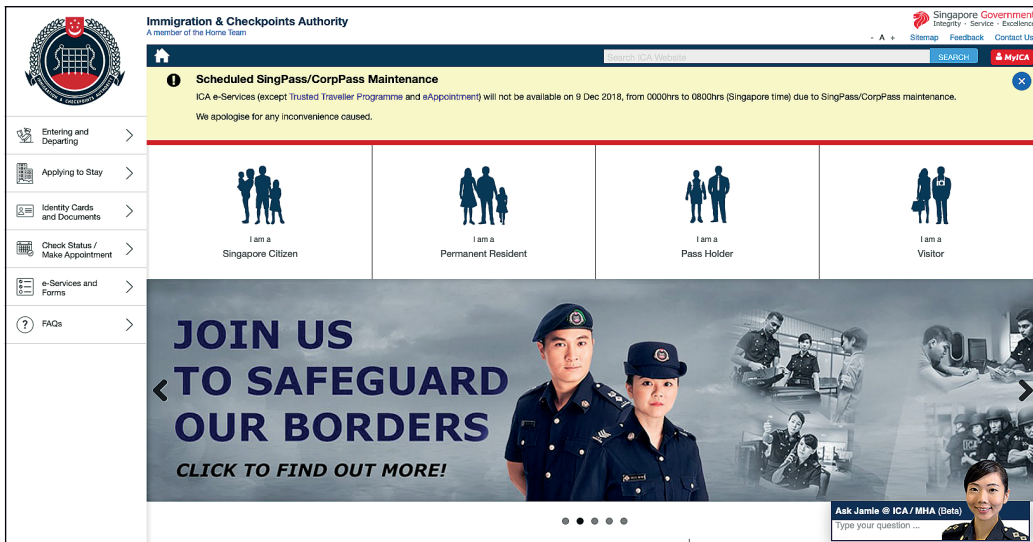 Immigration & Checkpoints Authority
A member of the Home Team
Singapore Government
Integrity · Service · Excellence
- A + Sitemap Feedback Contact Us
Search ICA Website SEARCH MyICA
IMMIGRATION & CHECKPOINTS AUTHORITY
Scheduled SingPass/CorpPass Maintenance
ICA e-Services (except Trusted Traveller Programme and eAppointment) will not be available on 9 Dec 2018, from 0000hrs to 0800hrs (Singapore time) due to SingPass/CorpPass maintenance.
We apologise for any inconvenience caused.
Entering and
Departing
Applying to Stay
Identity Cards
and Documents
Check Status /
Make Appointment
e-Services and
Forms
FAQs
I am a
Singapore Citizen
I am a
Permanent Resident
I am a
Pass Holder
I am a
Visitor
JOIN US
TO SAFEGUARD
OUR BORDERS
CLICK TO FIND OUT MORE!
Ask Jamie @ ICA / MHA (Beta)
Type your question ...